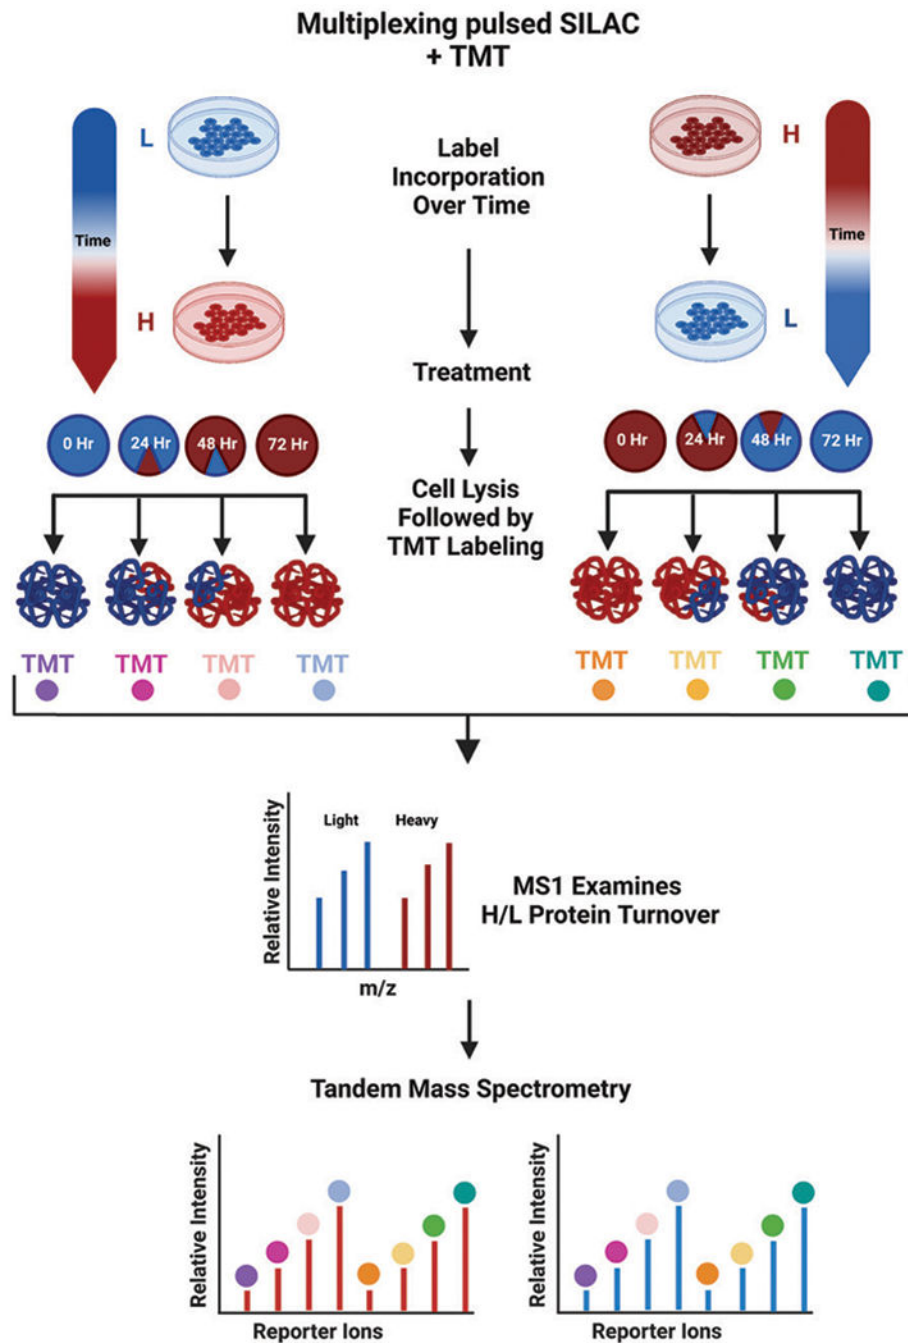 Multiplexing pulsed SILAC
+ TMT
L
H
Time
Label
Incorporation
Over Time
H
L
Time
Treatment
0 Hr
24 Hr
48 Hr
72 Hr
0 Hr
24 Hr
48 Hr
72 Hr
Cell Lysis
Followed by
TMT Labeling
TMT
TMT
TMT
TMT
TMT
TMT
TMT
TMT
Relative Intensity
Light
Heavy
m/z
MS1 Examines
H/L Protein Turnover
Tandem Mass Spectrometry
Relative Intensity
Reporter Ions
Relative Intensity
Reporter Ions